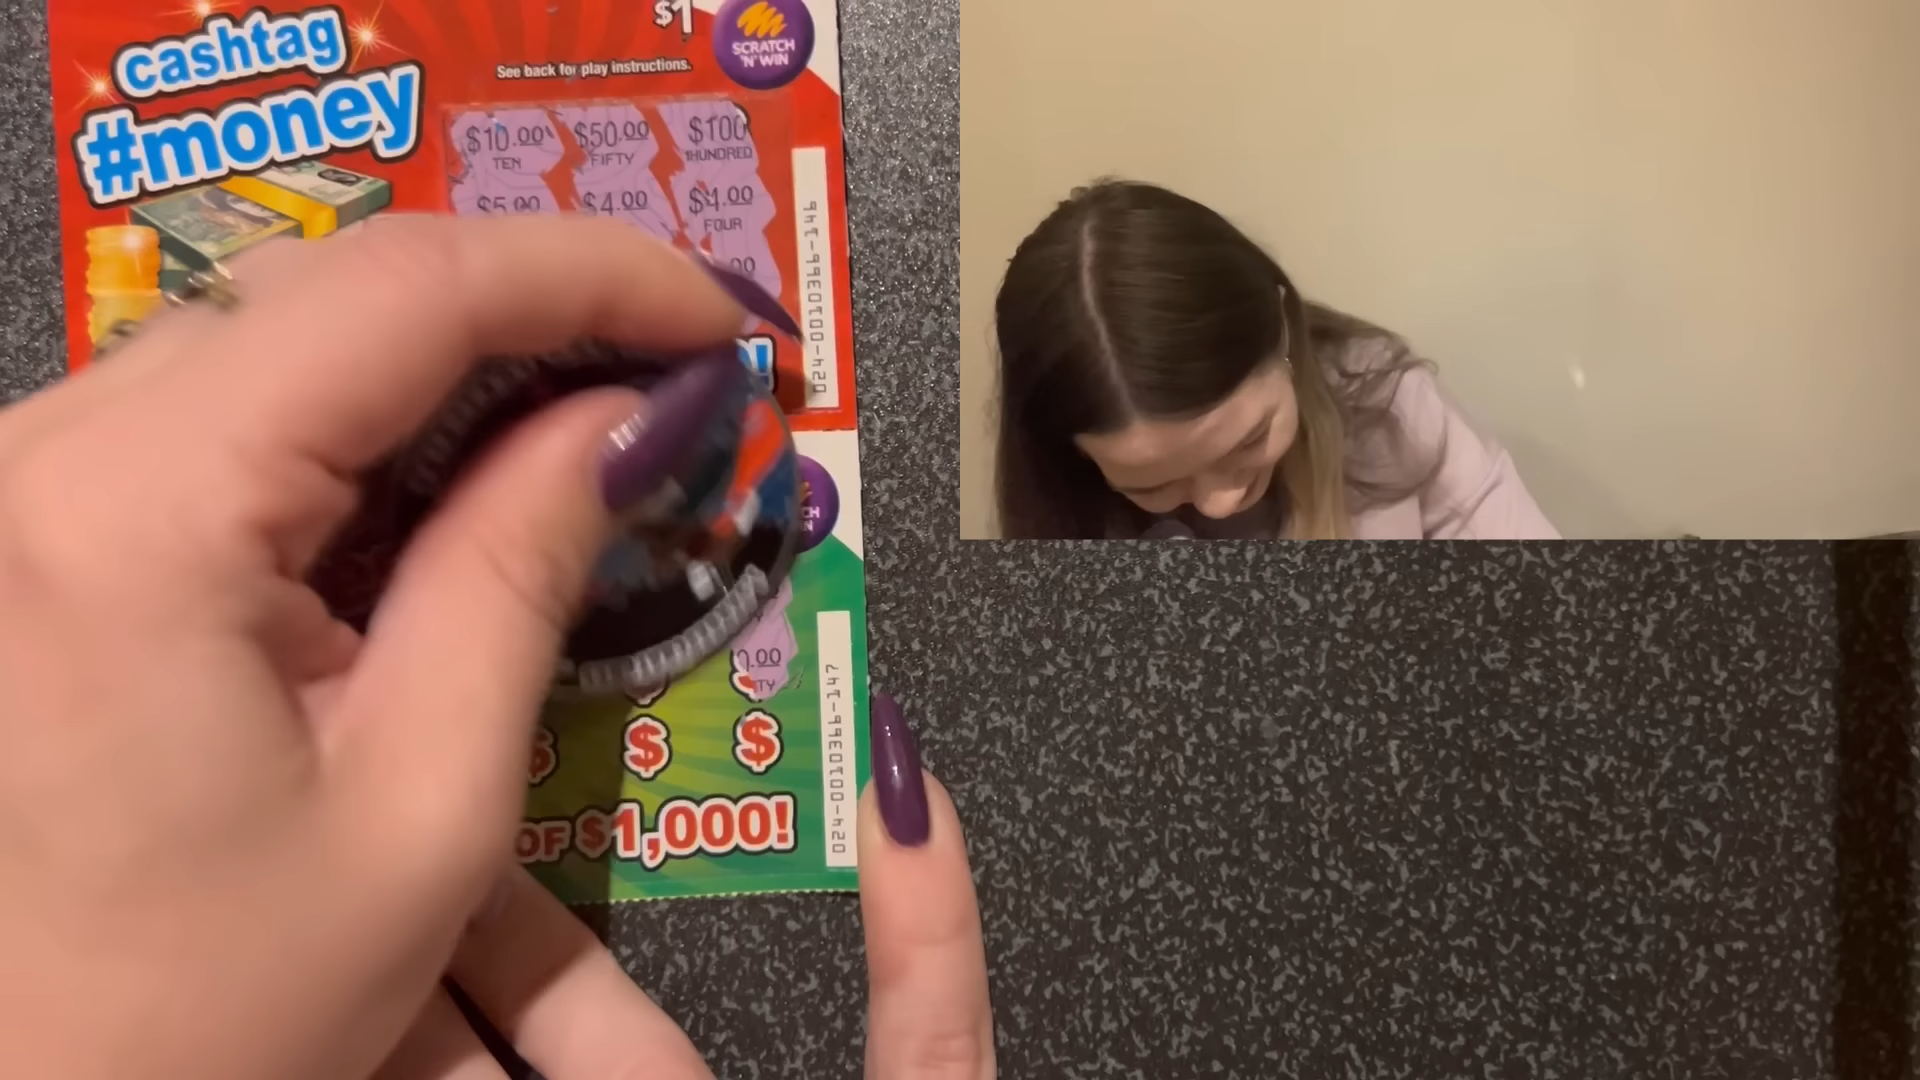 cashtag
#money
$1
SCRATCH
'N' WIN
See back for play instructions.
$10.00 $50.00 $100
TEN FIFTY 1HUNDRED
$5.00 $4.00 $4.00
FOUR
024-0010366-146
024-0010366-147
$ $
OF $1,000!